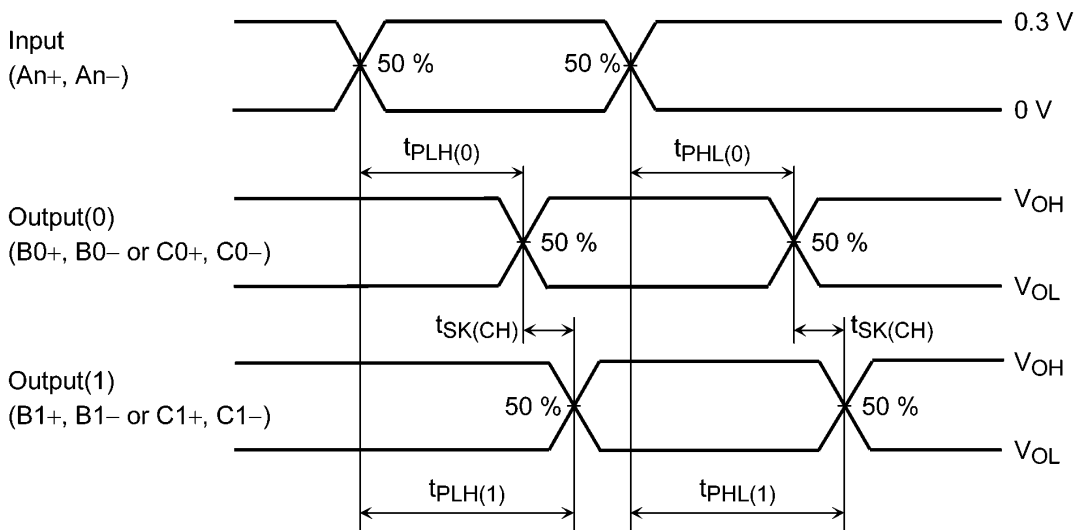 Input
(An+, An−)
50 %
50 %
0.3 V
0 V
tPLH(0)
tPHL(0)
Output(0)
(B0+, B0− or C0+, C0−)
50 %
50 %
VOH
VOL
tSK(CH)
tSK(CH)
Output(1)
(B1+, B1− or C1+, C1−)
50 %
50 %
VOH
VOL
tPLH(1)
tPHL(1)